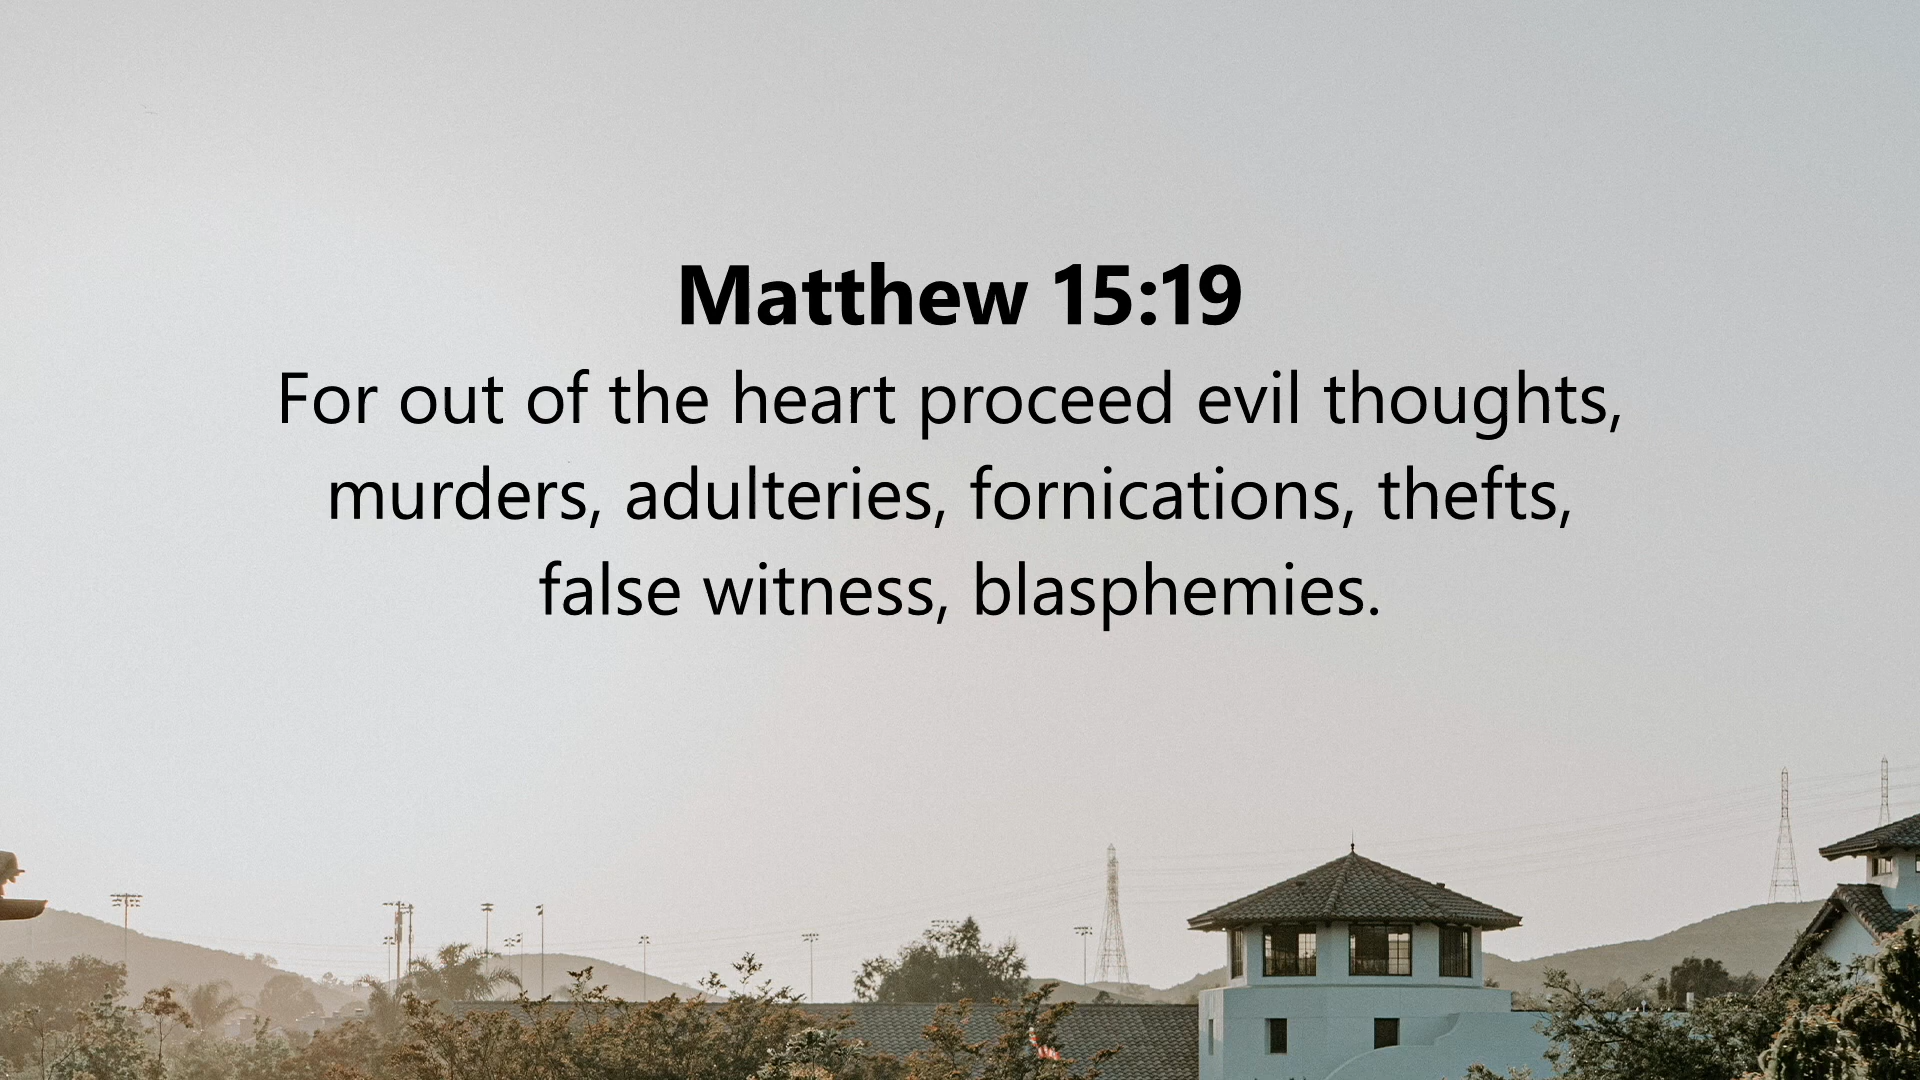 Matthew 15:19
For out of the heart proceed evil thoughts,
murders, adulteries, fornications, thefts,
false witness, blasphemies.